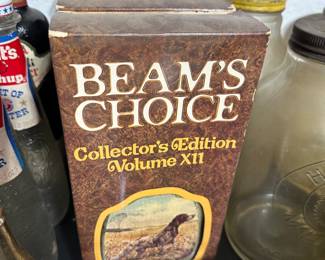 BEAM'S
CHOICE
Collector's Edition
Volume XII